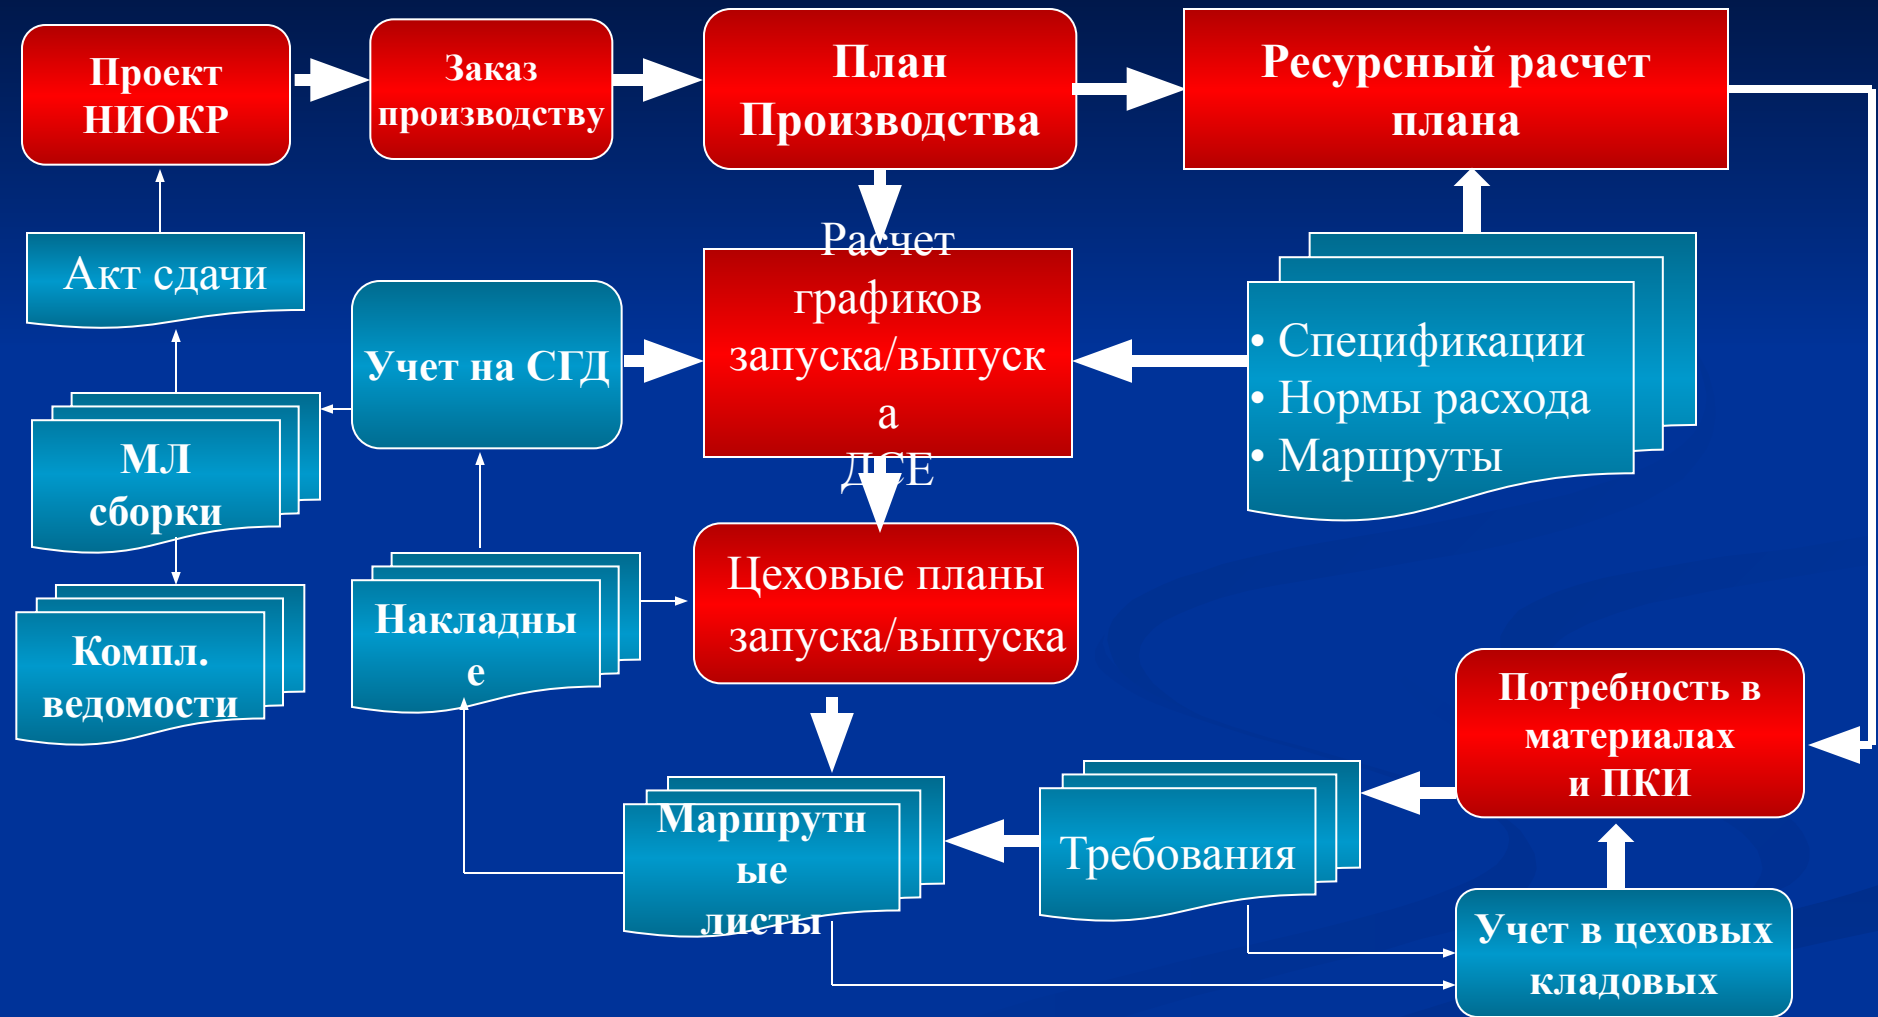 Проект
НИОКР
Заказ
производству
План
Производства
Ресурсный расчет
плана
Акт сдачи
Учет на СГД
Расчет
графиков
запуска/выпуск
а
ДСЕ
• Спецификации
• Нормы расхода
• Маршруты
МЛ
сборки
Компл.
ведомости
Накладны
е
Цеховые планы
запуска/выпуска
Потребность в
материалах
и ПКИ
Маршрутн
ые
листы
Требования
Учет в цеховых
кладовых